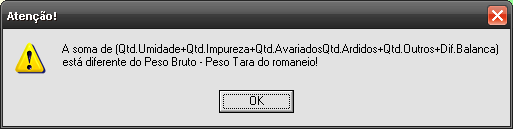 Atenção!
A soma de (Qtd.Umidade+Qtd.Impureza+Qtd.AvariadosQtd.Ardidos+Qtd.Outros+Dif.Balanca)
está diferente do Peso Bruto - Peso Tara do romaneio!
OK